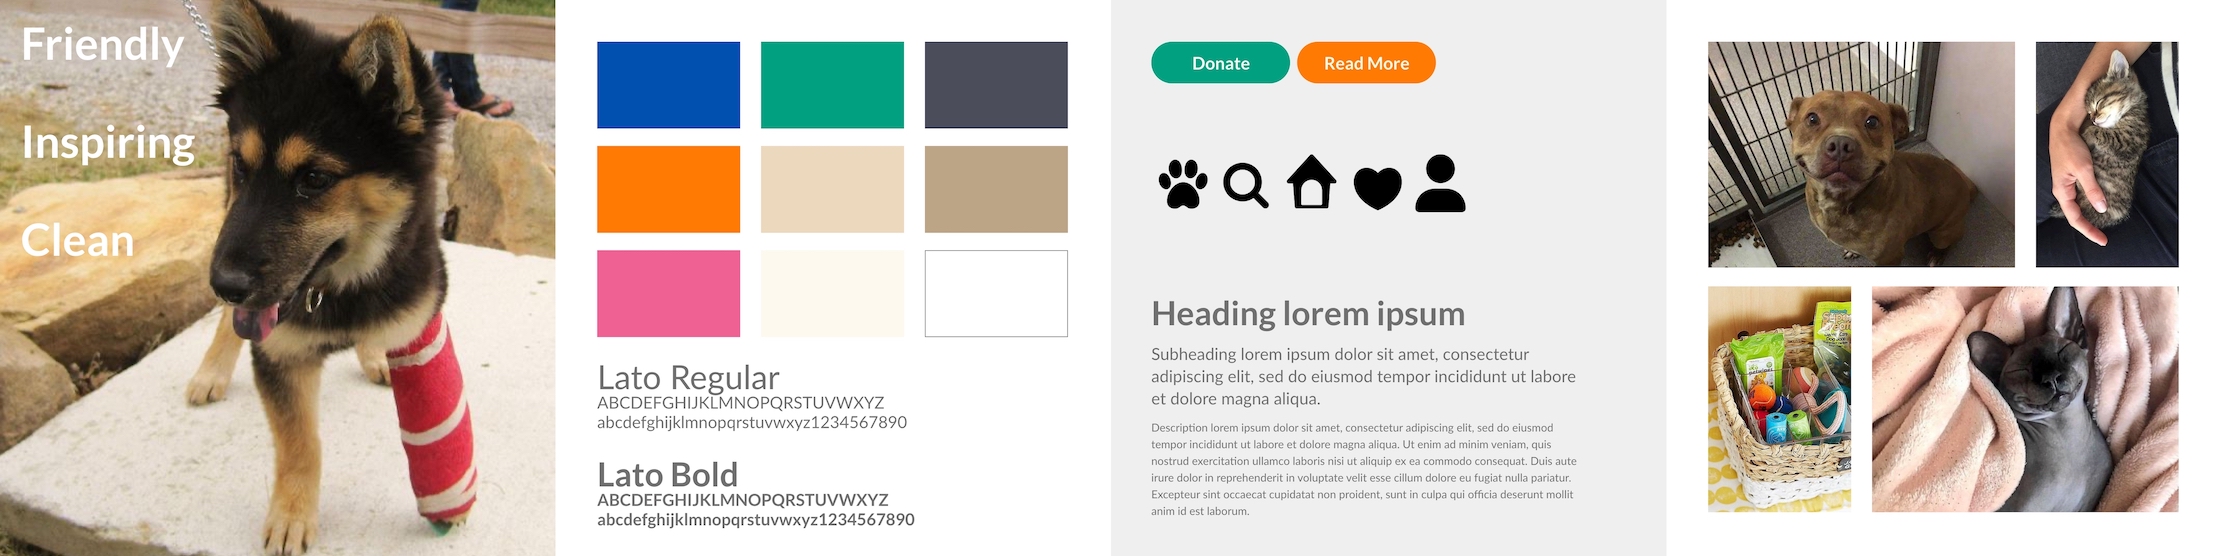 Friendly
Inspiring
Clean
Lato Regular
ABCDEFGHIJKLMNOPQRSTUVWXYZ
abcdefghijklmnopqrstuvwxyz1234567890
Lato Bold
ABCDEFGHIJKLMNOPQRSTUVWXYZ
abcdefghijklmnopqrstuvwxyz1234567890
Donate
Read More
Heading lorem ipsum
Subheading lorem ipsum dolor sit amet, consectetur
adipiscing elit, sed do eiusmod tempor incididunt ut labore
et dolore magna aliqua.
Description lorem ipsum dolor sit amet, consectetur adipiscing elit, sed do eiusmod
tempor incididunt ut labore et dolore magna aliqua. Ut enim ad minim veniam, quis
nostrud exercitation ullamco laboris nisi ut aliquip ex ea commodo consequat. Duis aute
irure dolor in reprehenderit in voluptate velit esse cillum dolore eu fugiat nulla pariatur.
Excepteur sint occaecat cupidatat non proident, sunt in culpa qui officia deserunt mollit
anim id est laborum.